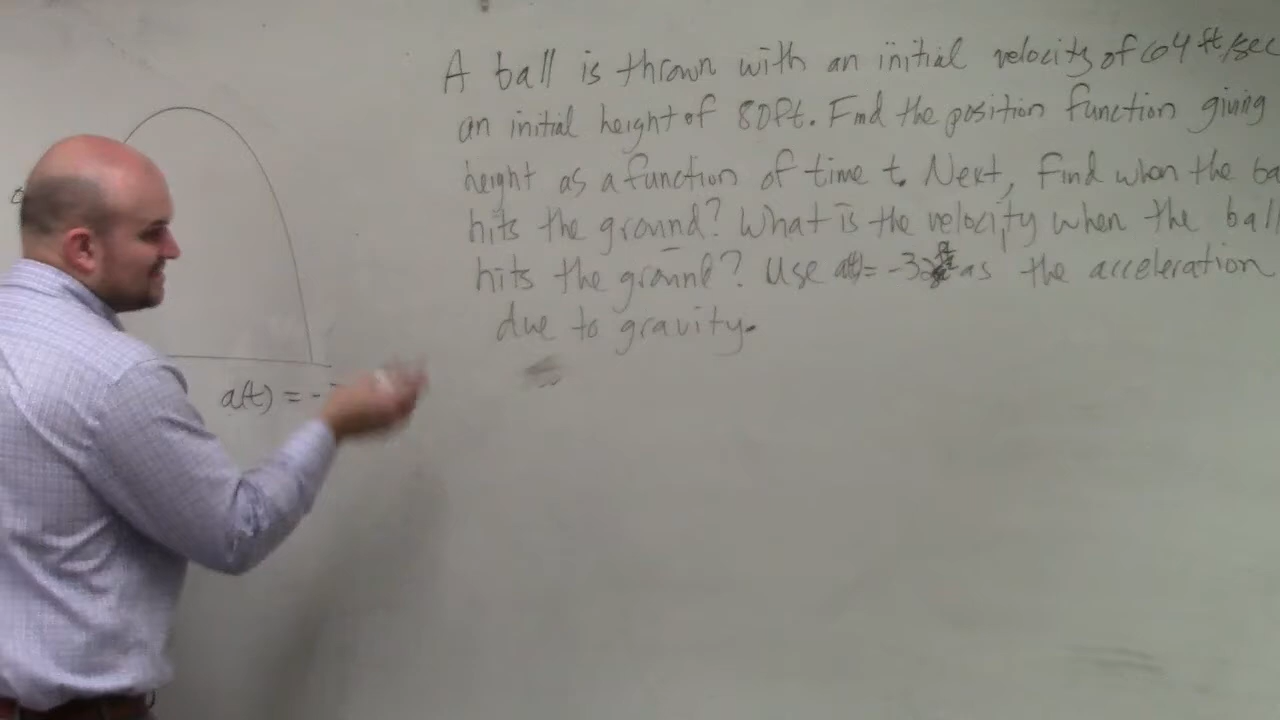 A ball is thrown with an initial velocity of 64 ft/sec
an initial height of 80ft. Find the position function giving
height as a function of time t. Next, Find when the ba
hits the ground? What is the velocity when the ball
hits the ground? Use a(t)= -32 as the acceleration
due to gravity.
a(t) = -